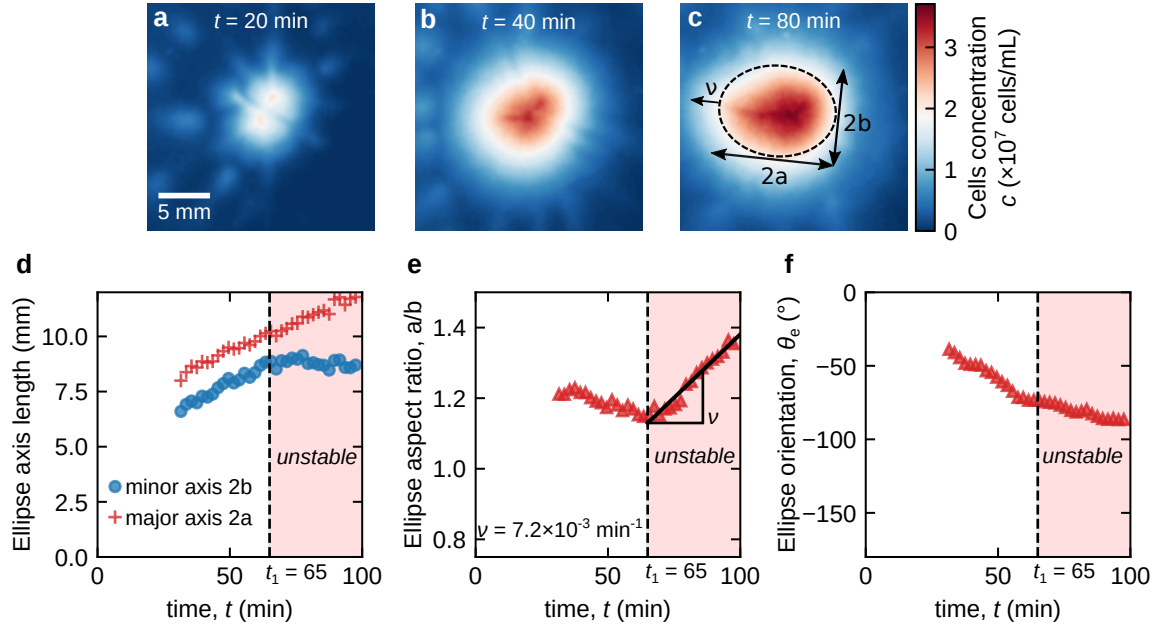 a
t = 20 min
5 mm
b
t = 40 min
c
t = 80 min
ν
2b
2a
3
2
1
0
Cells concentration
c (×10⁷ cells/mL)
d
Ellipse axis length (mm)
10.0
7.5
5.0
2.5
0.0
unstable
minor axis 2b
major axis 2a
0
50
t₁ = 65
100
time, t (min)
e
Ellipse aspect ratio, a/b
1.4
1.2
1.0
0.8
ν
unstable
ν = 7.2×10⁻³ min⁻¹
0
50
t₁ = 65
100
time, t (min)
f
Ellipse orientation, θₑ (°)
0
−50
−100
−150
unstable
0
50
t₁ = 65
100
time, t (min)